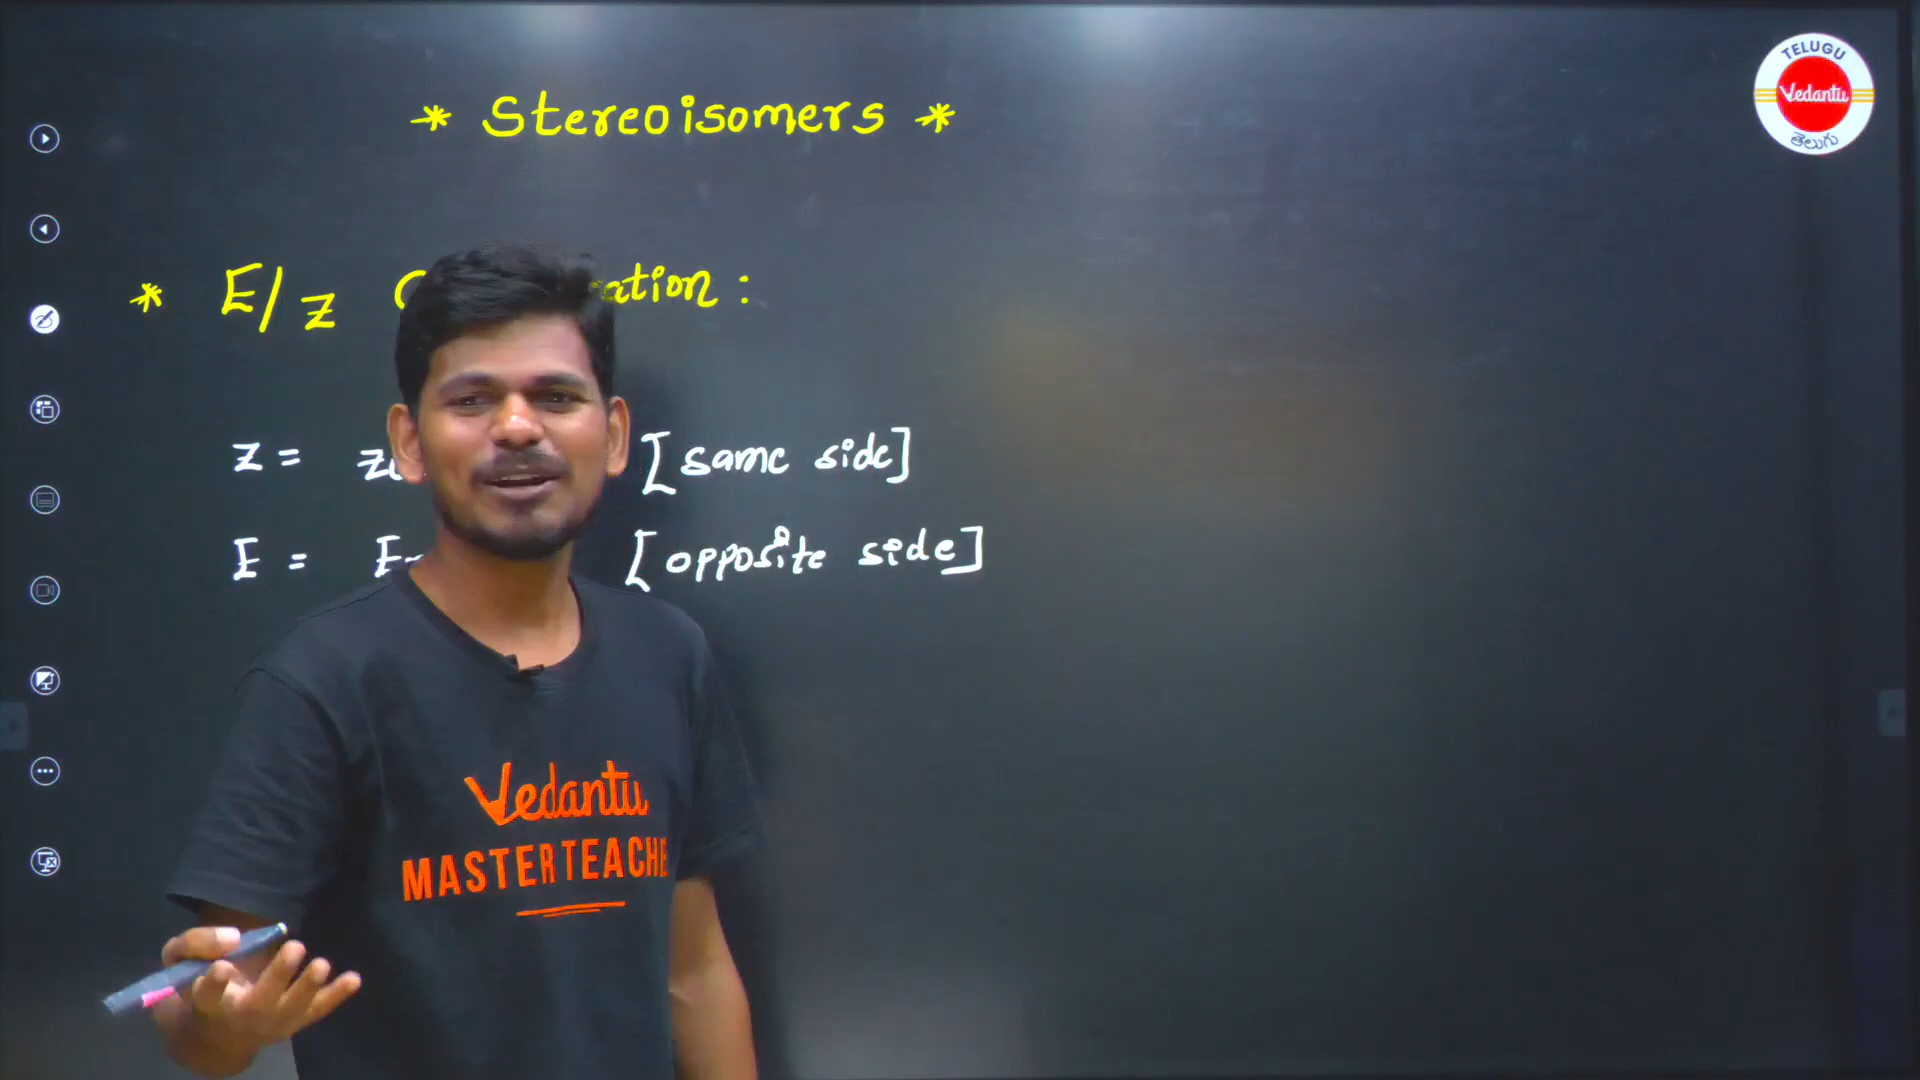 * Stereoisomers *
* E/Z ation :
Z = [same side]
E = [opposite side]
TELUGU
Vedantu
తెలుగు
Vedantu
MASTERTEACHE